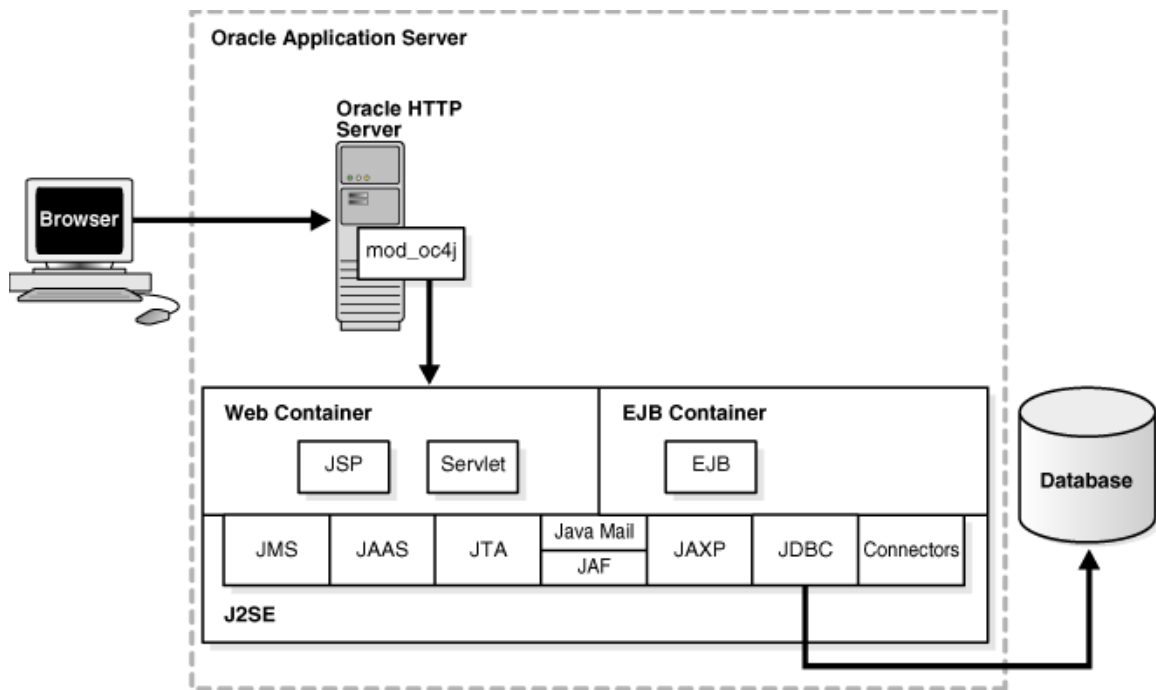 Oracle Application Server
Oracle HTTP
Server
Browser
mod_oc4j
Web Container
EJB Container
JSP
Servlet
EJB
Database
JMS
JAAS
JTA
Java Mail
JAF
JAXP
JDBC
Connectors
J2SE